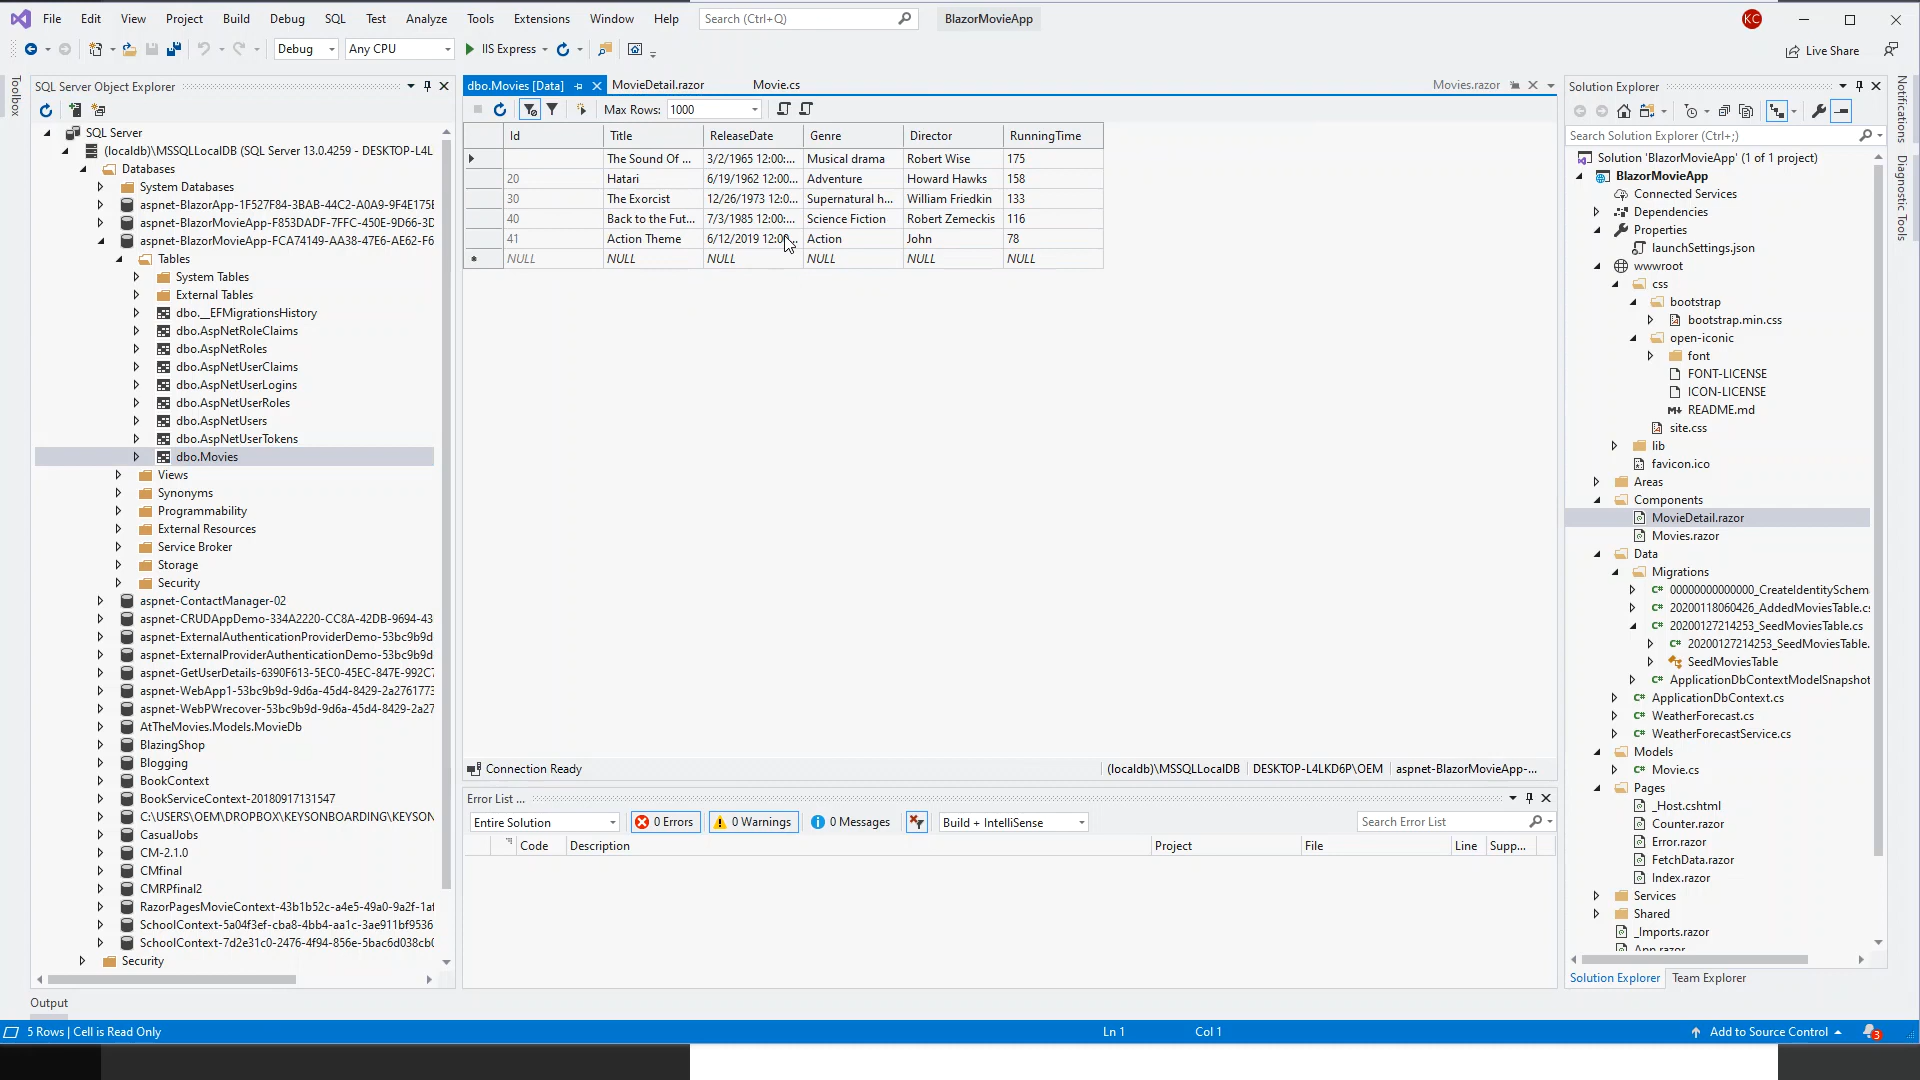 File Edit View Project Build Debug SQL Test Analyze Tools Extensions Window Help Search (Ctrl+Q) BlazorMovieApp KC
Debug Any CPU IIS Express Live Share
Toolbox
SQL Server Object Explorer
SQL Server
(localdb)\MSSQLLocalDB (SQL Server 13.0.4259 - DESKTOP-L4L
Databases
System Databases
aspnet-BlazorApp-1F527F84-3BAB-44C2-A0A9-9F4E175E
aspnet-BlazorMovieApp-F853DADF-7FFC-450E-9D66-3D
aspnet-BlazorMovieApp-FCA74149-AA38-47E6-AE62-F6
Tables
System Tables
External Tables
dbo.__EFMigrationsHistory
dbo.AspNetRoleClaims
dbo.AspNetRoles
dbo.AspNetUserClaims
dbo.AspNetUserLogins
dbo.AspNetUserRoles
dbo.AspNetUsers
dbo.AspNetUserTokens
dbo.Movies
Views
Synonyms
Programmability
External Resources
Service Broker
Storage
Security
aspnet-ContactManager-02
aspnet-CRUDAppDemo-334A2220-CC8A-42DB-9694-43
aspnet-ExternalAuthenticationProviderDemo-53bc9b9d
aspnet-ExternalProviderAuthenticationDemo-53bc9b9d
aspnet-GetUserDetails-6390F613-5EC0-45EC-847E-992C7
aspnet-WebApp1-53bc9b9d-9d6a-45d4-8429-2a2761773
aspnet-WebPWrecover-53bc9b9d-9d6a-45d4-8429-2a27
AtTheMovies.Models.MovieDb
BlazingShop
Blogging
BookContext
BookServiceContext-20180917131547
C:\USERS\OEM\DROPBOX\KEYSONBOARDING\KEYSON
CasualJobs
CM-2.1.0
CMfinal
CMRPfinal2
RazorPagesMovieContext-43b1b52c-a4e5-49a0-9a2f-1af
SchoolContext-5a04f3ef-cba8-4bb4-aa1c-3ae911bf9536
SchoolContext-7d2e31c0-2476-4f94-856e-5bac6d038cb0
Security
Output
dbo.Movies [Data] MovieDetail.razor Movie.cs Movies.razor
Max Rows: 1000
Id Title ReleaseDate Genre Director RunningTime
The Sound Of ... 3/2/1965 12:00:... Musical drama Robert Wise 175
20 Hatari 6/19/1962 12:00... Adventure Howard Hawks 158
30 The Exorcist 12/26/1973 12:0... Supernatural h... William Friedkin 133
40 Back to the Fut... 7/3/1985 12:00:... Science Fiction Robert Zemeckis 116
41 Action Theme 6/12/2019 12:00... Action John 78
NULL NULL NULL NULL NULL NULL
Connection Ready (localdb)\MSSQLLocalDB DESKTOP-L4LKD6P\OEM aspnet-BlazorMovieApp-...
Error List ...
Entire Solution 0 Errors 0 Warnings 0 Messages Build + IntelliSense Search Error List
Code Description Project File Line Supp...
Solution Explorer
Search Solution Explorer (Ctrl+;)
Solution 'BlazorMovieApp' (1 of 1 project)
BlazorMovieApp
Connected Services
Dependencies
Properties
launchSettings.json
wwwroot
css
bootstrap
bootstrap.min.css
open-iconic
font
FONT-LICENSE
ICON-LICENSE
README.md
site.css
lib
favicon.ico
Areas
Components
MovieDetail.razor
Movies.razor
Data
Migrations
00000000000000_CreateIdentitySchem
20200118060426_AddedMoviesTable.cs
20200127214253_SeedMoviesTable.cs
20200127214253_SeedMoviesTable.
SeedMoviesTable
ApplicationDbContextModelSnapshot
ApplicationDbContext.cs
WeatherForecast.cs
WeatherForecastService.cs
Models
Movie.cs
Pages
_Host.cshtml
Counter.razor
Error.razor
FetchData.razor
Index.razor
Services
Shared
_Imports.razor
App.razor
Solution Explorer Team Explorer
Notifications
Diagnostic Tools
5 Rows | Cell is Read Only Ln 1 Col 1 Add to Source Control 3